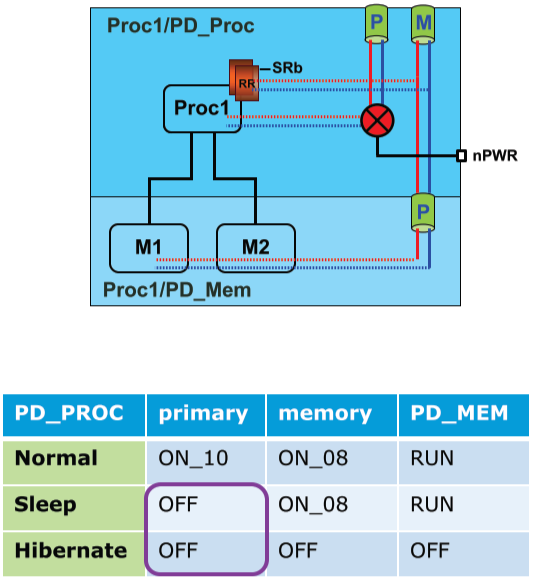 Proc1/PD_Proc
P
M
SRb
RR
Proc1
nPWR
P
M1
M2
Proc1/PD_Mem
PD_PROC primary memory PD_MEM
Normal ON_10 ON_08 RUN
Sleep OFF ON_08 RUN
Hibernate OFF OFF OFF